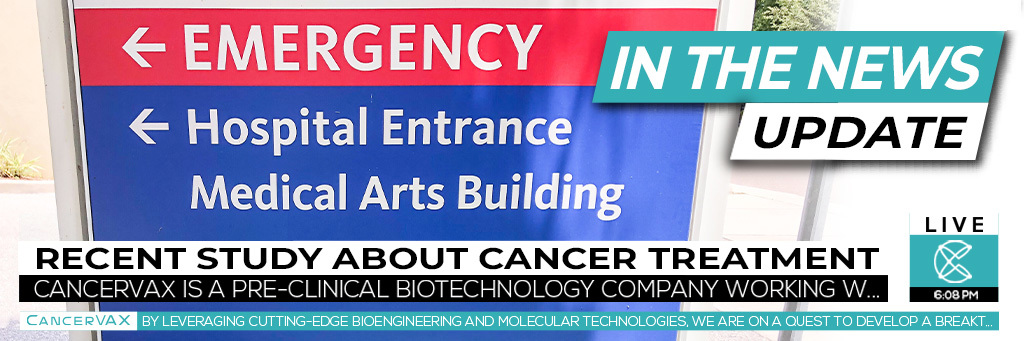 ← EMERGENCY
← Hospital Entrance
Medical Arts Building
IN THE NEWS
UPDATE
RECENT STUDY ABOUT CANCER TREATMENT
CANCERVAX IS A PRE-CLINICAL BIOTECHNOLOGY COMPANY WORKING W...
CANCERVAX BY LEVERAGING CUTTING-EDGE BIOENGINEERING AND MOLECULAR TECHNOLOGIES, WE ARE ON A QUEST TO DEVELOP A BREAKT...
LIVE
6:08 PM